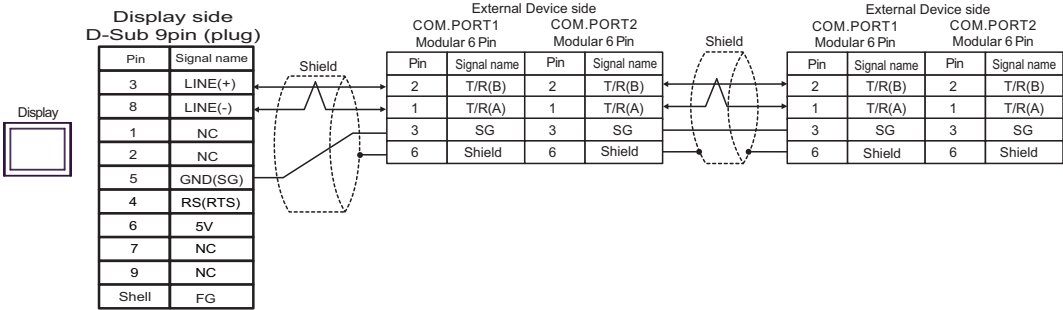 Display
Display side
D-Sub 9pin (plug)
Pin Signal name
3 LINE(+)
8 LINE(-)
1 NC
2 NC
5 GND(SG)
4 RS(RTS)
6 5V
7 NC
9 NC
Shell FG
Shield
External Device side
COM.PORT1 COM.PORT2
Modular 6 Pin Modular 6 Pin
Pin Signal name Pin Signal name
2 T/R(B) 2 T/R(B)
1 T/R(A) 1 T/R(A)
3 SG 3 SG
6 Shield 6 Shield
Shield
External Device side
COM.PORT1 COM.PORT2
Modular 6 Pin Modular 6 Pin
Pin Signal name Pin Signal name
2 T/R(B) 2 T/R(B)
1 T/R(A) 1 T/R(A)
3 SG 3 SG
6 Shield 6 Shield